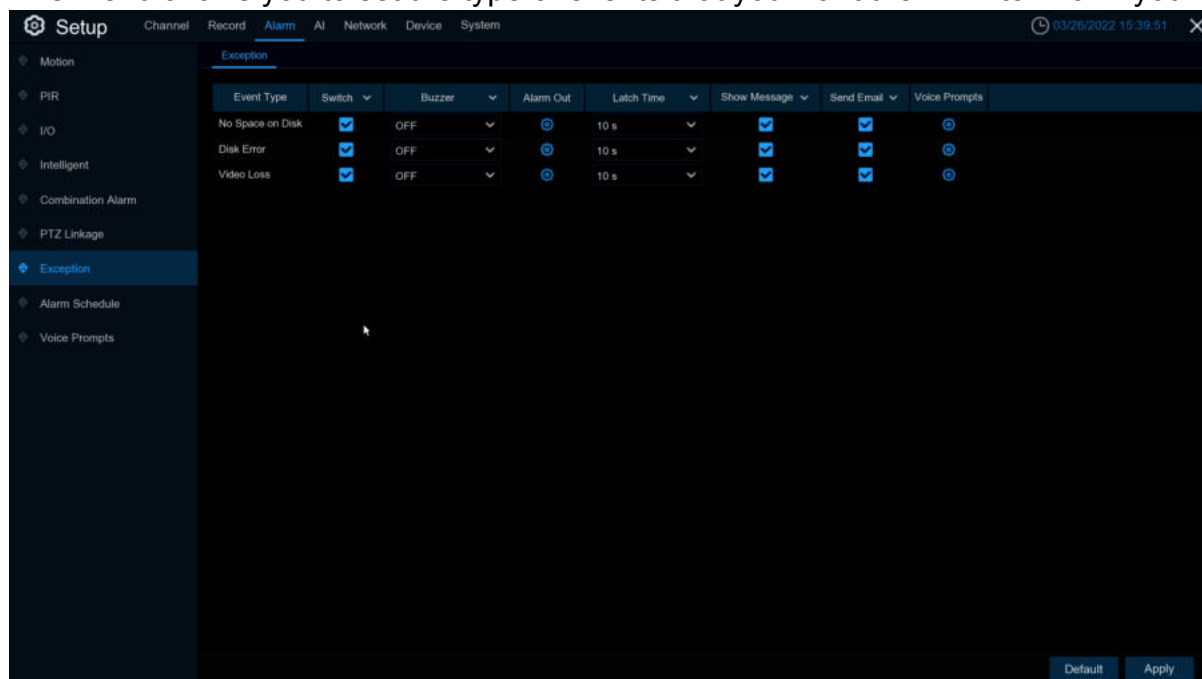 Setup Channel Record Alarm AI Network Device System 03/26/2022 15:39:51
Exception
Motion
PIR
I/O
Intelligent
Combination Alarm
PTZ Linkage
Exception
Alarm Schedule
Voice Prompts
Event Type Switch Buzzer Alarm Out Latch Time Show Message Send Email Voice Prompts
No Space on Disk OFF 10 s
Disk Error OFF 10 s
Video Loss OFF 10 s
Default Apply